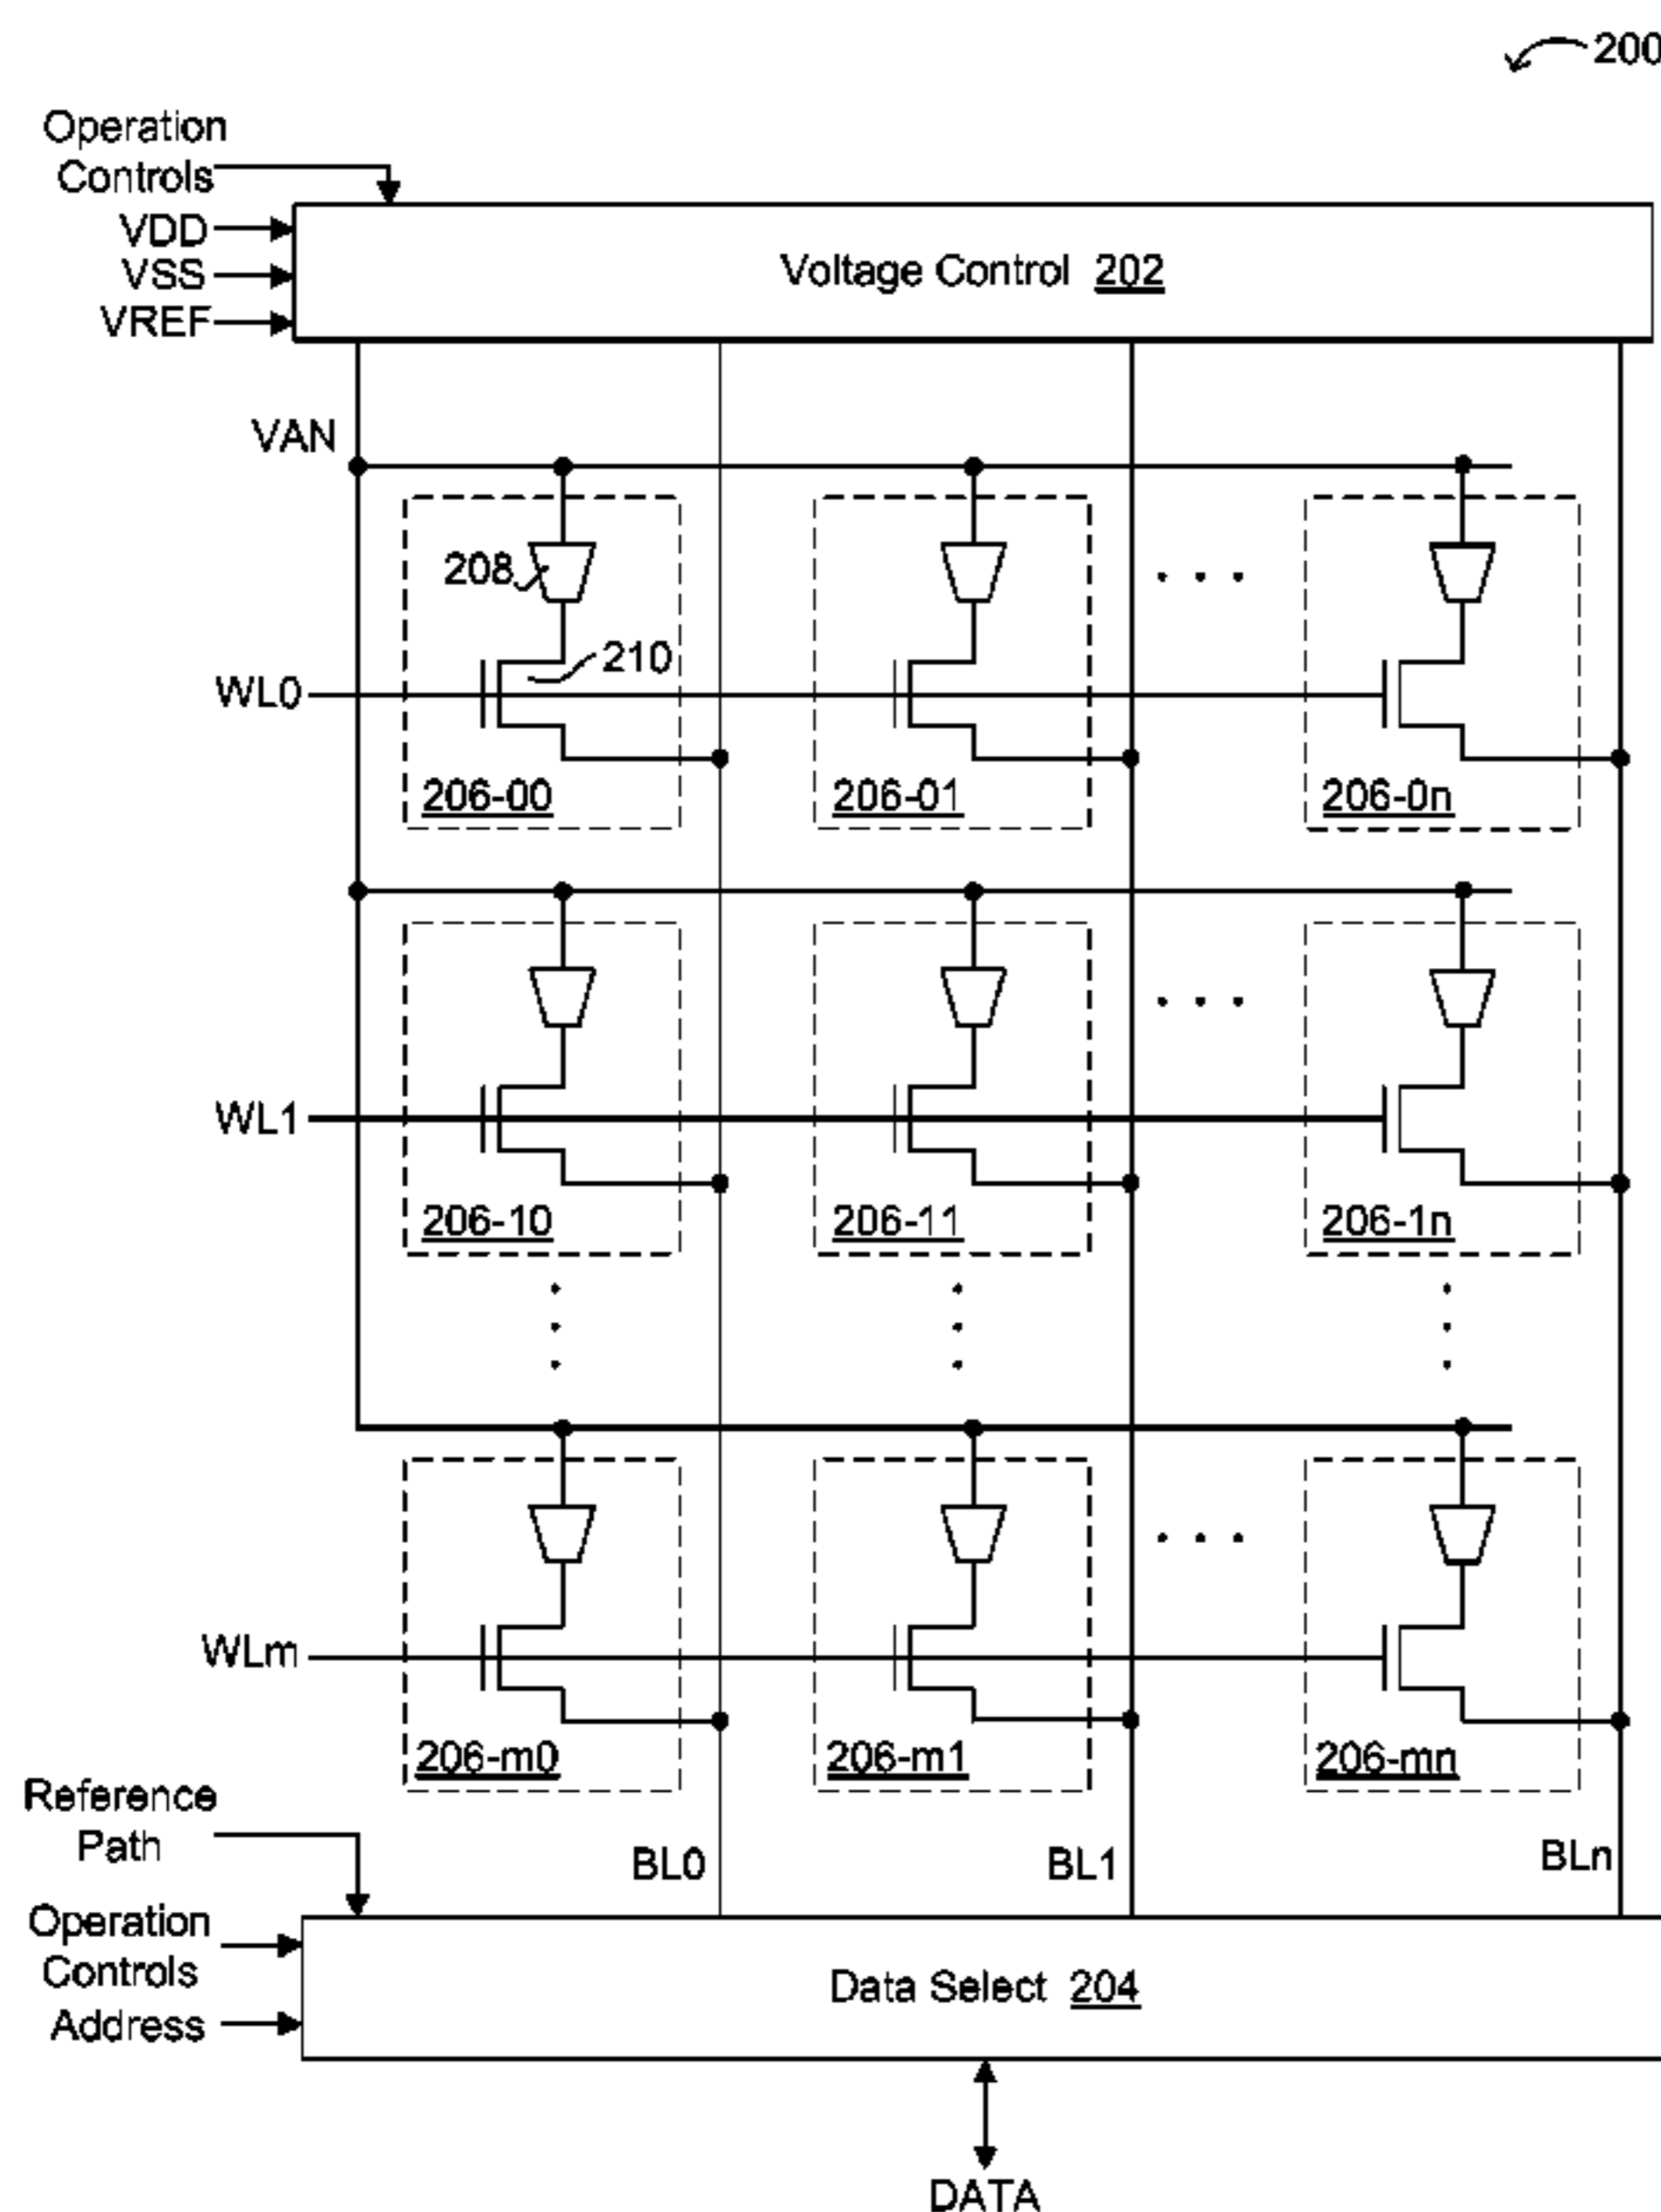 200
Operation
Controls
VDD
VSS
VREF
Voltage Control 202
VAN
208
210
WL0
206-00
206-01
206-0n
WL1
206-10
206-11
206-1n
WLm
206-m0
206-m1
206-mn
Reference
Path
BL0
BL1
BLn
Operation
Controls
Address
Data Select 204
DATA